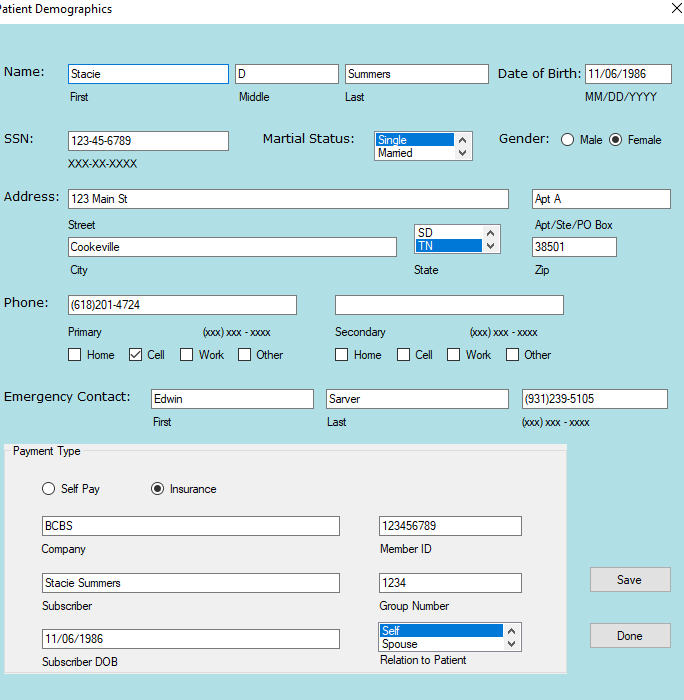 Patient Demographics
Name: Stacie D Summers Date of Birth: 11/06/1986
First Middle Last MM/DD/YYYY
SSN: 123-45-6789 Martial Status: Single Gender: Male Female
XXX-XX-XXXX Married
Address: 123 Main St Apt A
Street SD Apt/Ste/PO Box
Cookeville TN 38501
City State Zip
Phone: (618)201-4724
Primary (xxx) xxx - xxxx Secondary (xxx) xxx - xxxx
Home Cell Work Other Home Cell Work Other
Emergency Contact: Edwin Sarver (931)239-5105
First Last (xxx) xxx - xxxx
Payment Type
Self Pay Insurance
BCBS 123456789
Company Member ID
Stacie Summers 1234 Save
Subscriber Group Number
11/06/1986 Self Done
Spouse
Subscriber DOB Relation to Patient